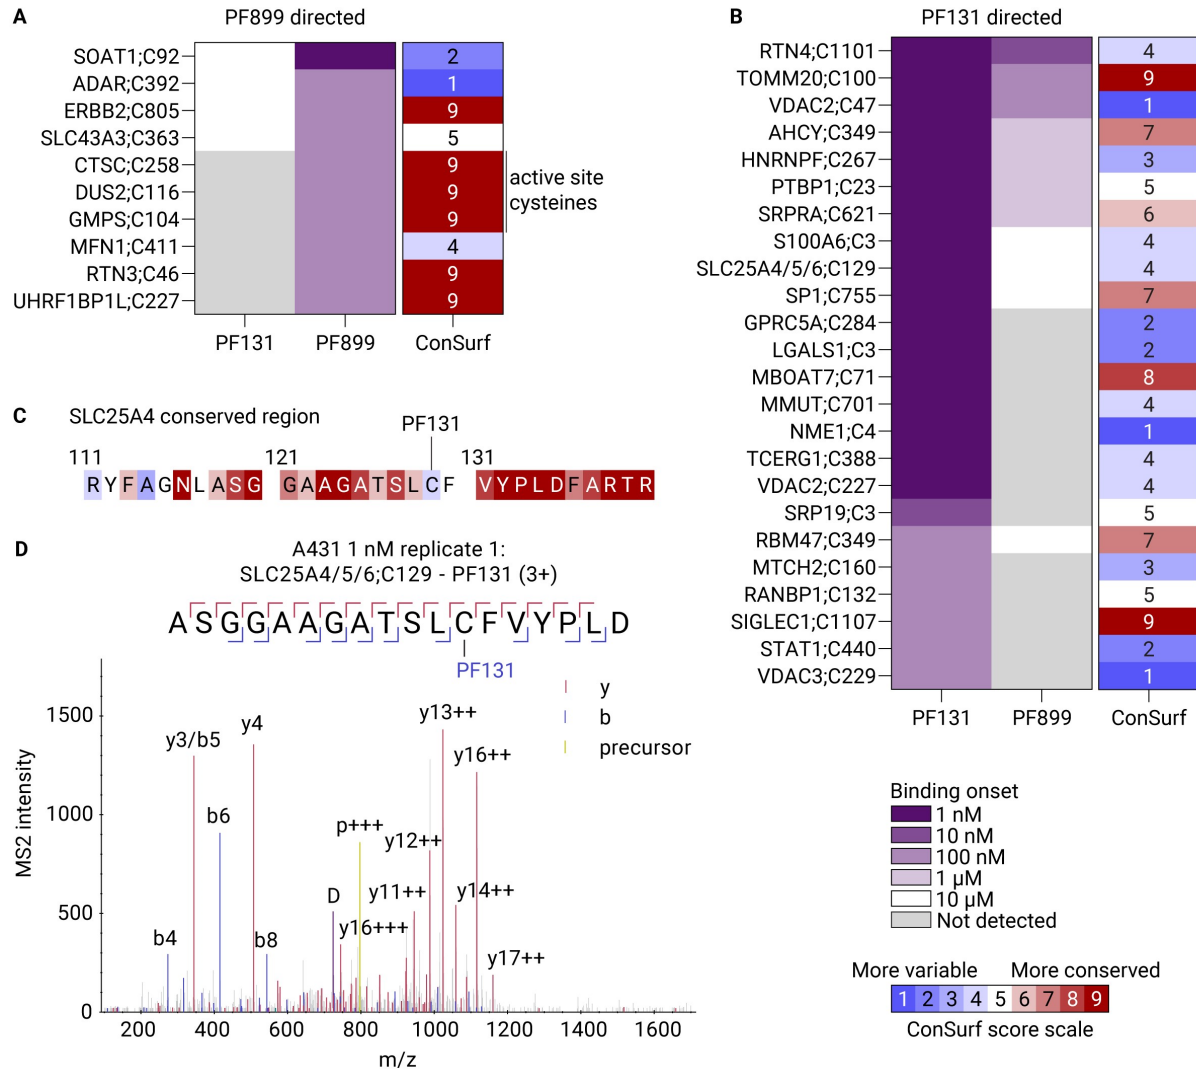 A
PF899 directed
SOAT1;C92
2
ADAR;C392
1
ERBB2;C805
9
SLC43A3;C363
5
CTSC;C258
9
DUS2;C116
9
GMPS;C104
9
active site
cysteines
MFN1;C411
4
RTN3;C46
9
UHRF1BP1L;C227
9
PF131 PF899 ConSurf
B
PF131 directed
RTN4;C1101
4
TOMM20;C100
9
VDAC2;C47
1
AHCY;C349
7
HNRNPF;C267
3
PTBP1;C23
5
SRPRA;C621
6
S100A6;C3
4
SLC25A4/5/6;C129
4
SP1;C755
7
GPRC5A;C284
2
LGALS1;C3
2
MBOAT7;C71
8
MMUT;C701
4
NME1;C4
1
TCERG1;C388
4
VDAC2;C227
4
SRP19;C3
5
RBM47;C349
7
MTCH2;C160
3
RANBP1;C132
5
SIGLEC1;C1107
9
STAT1;C440
2
VDAC3;C229
1
PF131 PF899 ConSurf
Binding onset
1 nM
10 nM
100 nM
1 µM
10 µM
Not detected
More variable More conserved
1 2 3 4 5 6 7 8 9
ConSurf score scale
C
SLC25A4 conserved region
PF131
111 121 131
RYFAGNLASG GAAGATSLCF VYPLDFARTR
D
A431 1 nM replicate 1:
SLC25A4/5/6;C129 - PF131 (3+)
ASGGAAGATSLCFVYPLD
PF131
y
b
precursor
MS2 intensity
1500
1000
500
0
y3/b5
y4
b6
b4
b8
D
p+++
y16+++
y11++
y12++
y13++
y14++
y16++
y17++
200 400 600 800 1000 1200 1400 1600
m/z